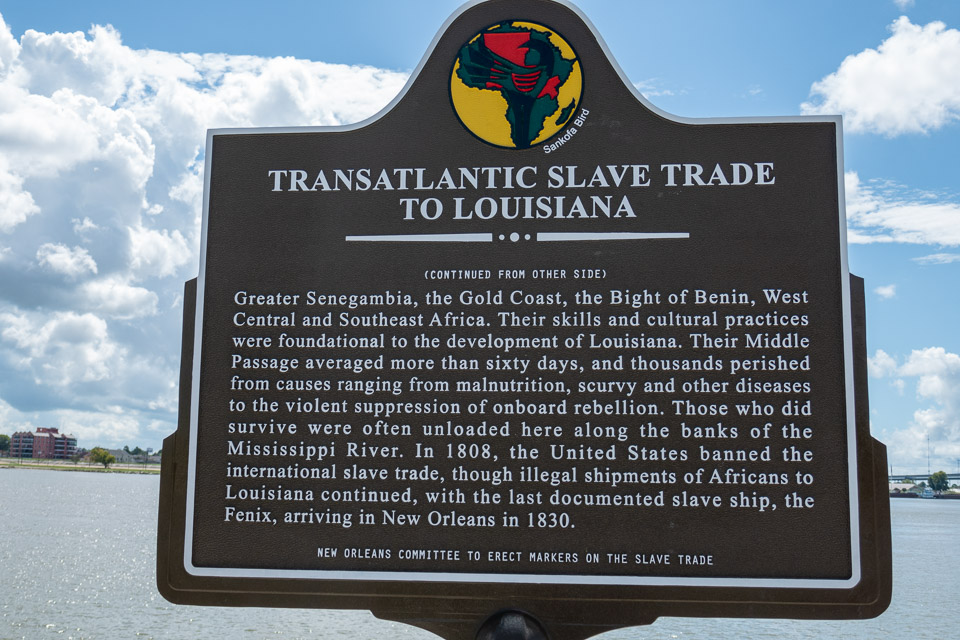 Sankofa Bird
TRANSATLANTIC SLAVE TRADE
TO LOUISIANA
(CONTINUED FROM OTHER SIDE)
Greater Senegambia, the Gold Coast, the Bight of Benin, West
Central and Southeast Africa. Their skills and cultural practices
were foundational to the development of Louisiana. Their Middle
Passage averaged more than sixty days, and thousands perished
from causes ranging from malnutrition, scurvy and other diseases
to the violent suppression of onboard rebellion. Those who did
survive were often unloaded here along the banks of the
Mississippi River. In 1808, the United States banned the
international slave trade, though illegal shipments of Africans to
Louisiana continued, with the last documented slave ship, the
Fenix, arriving in New Orleans in 1830.
NEW ORLEANS COMMITTEE TO ERECT MARKERS ON THE SLAVE TRADE